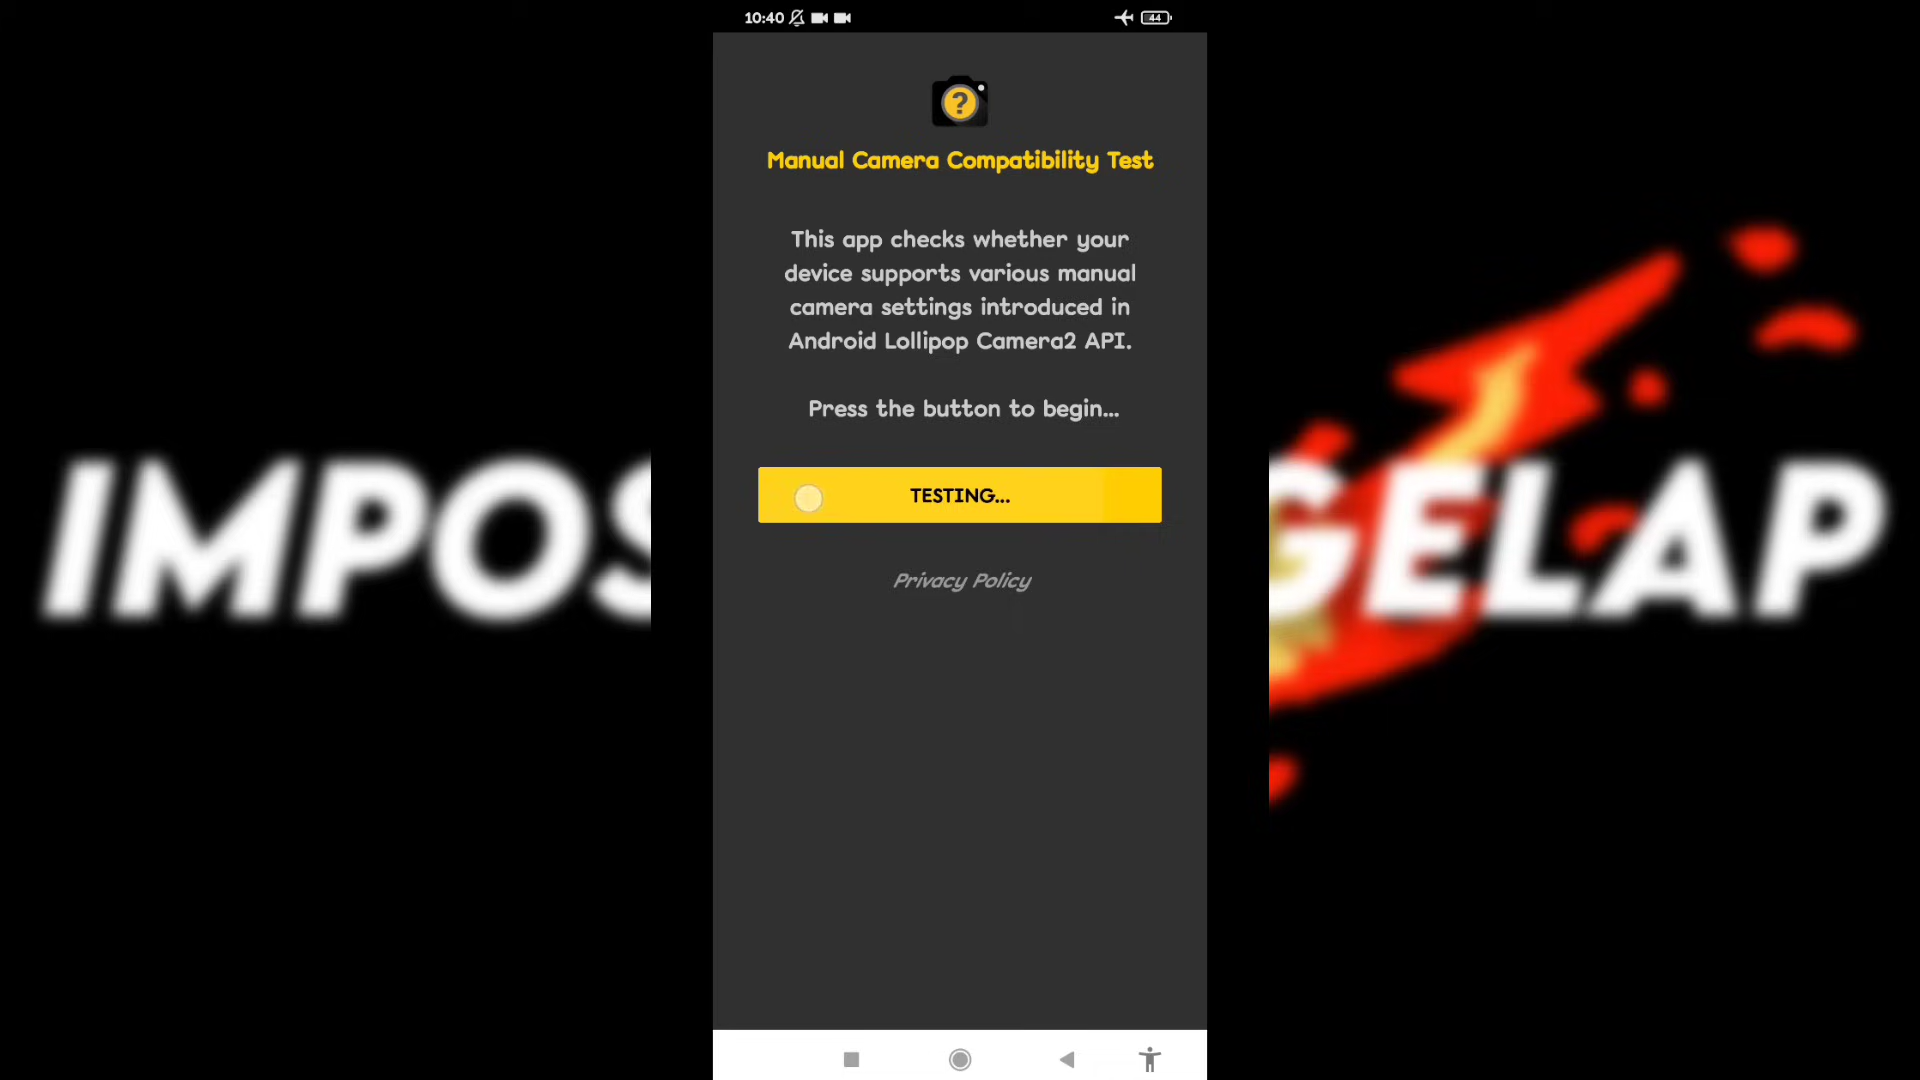 10:40
44
?
Manual Camera Compatibility Test
This app checks whether your
device supports various manual
camera settings introduced in
Android Lollipop Camera2 API.
Press the button to begin...
TESTING...
Privacy Policy
IMPOS
GELAP